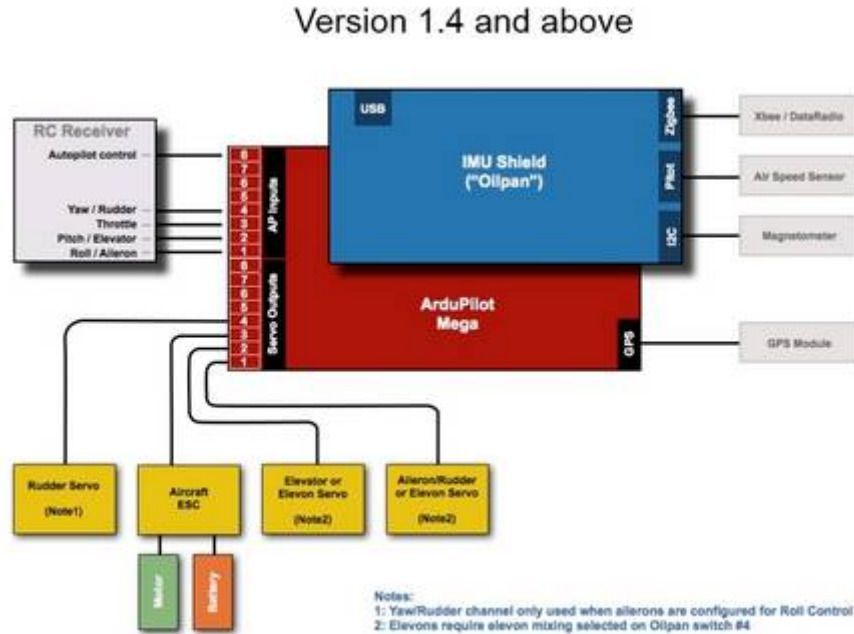 Version 1.4 and above
USB
Zigbee
Xbee / DataRadio
RC Receiver
Autopilot control
8
7
6
5
4
3
2
1
AP Inputs
IMU Shield
("Oilpan")
Pitot
Air Speed Sensor
Yaw / Rudder
Throttle
Pitch / Elevator
Roll / Aileron
I2C
Magnetometer
8
7
6
5
4
3
2
1
Servo Outputs
ArduPilot
Mega
GPS
GPS Module
Rudder Servo
(Note1)
Aircraft
ESC
Elevator or
Elevon Servo
(Note2)
Aileron/Rudder
or Elevon Servo
(Note2)
Motor
Battery
Notes:
1: Yaw/Rudder channel only used when ailerons are configured for Roll Control
2: Elevons require elevon mixing selected on Oilpan switch #4